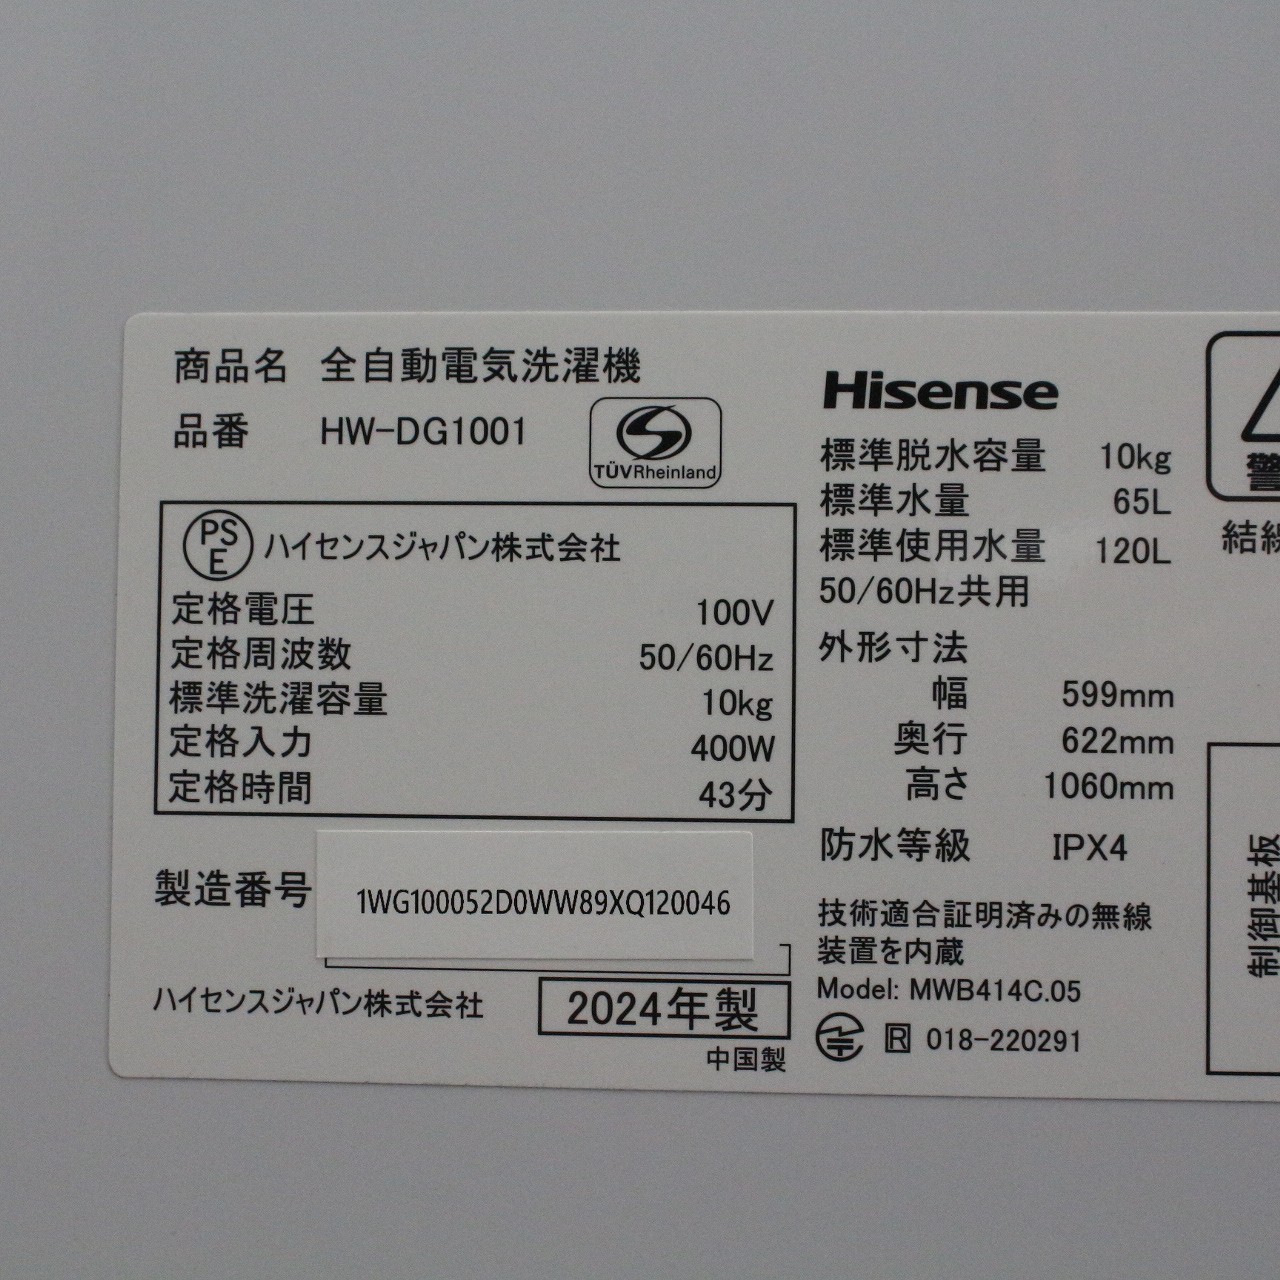 商品名 全自動電気洗濯機
品番 HW-DG1001
TÜVRheinland
PS
E
ハイセンスジャパン株式会社
定格電圧 100V
定格周波数 50/60Hz
標準洗濯容量 10kg
定格入力 400W
定格時間 43分
製造番号 1WG100052D0WW89XQ120046
ハイセンスジャパン株式会社
2024年製
中国製
Hisense
標準脱水容量 10kg
標準水量 65L
標準使用水量 120L
50/60Hz共用
外形寸法
幅 599mm
奥行 622mm
高さ 1060mm
防水等級 IPX4
技術適合証明済みの無線
装置を内蔵
Model: MWB414C.05
R 018-220291
警
結線
制御基板